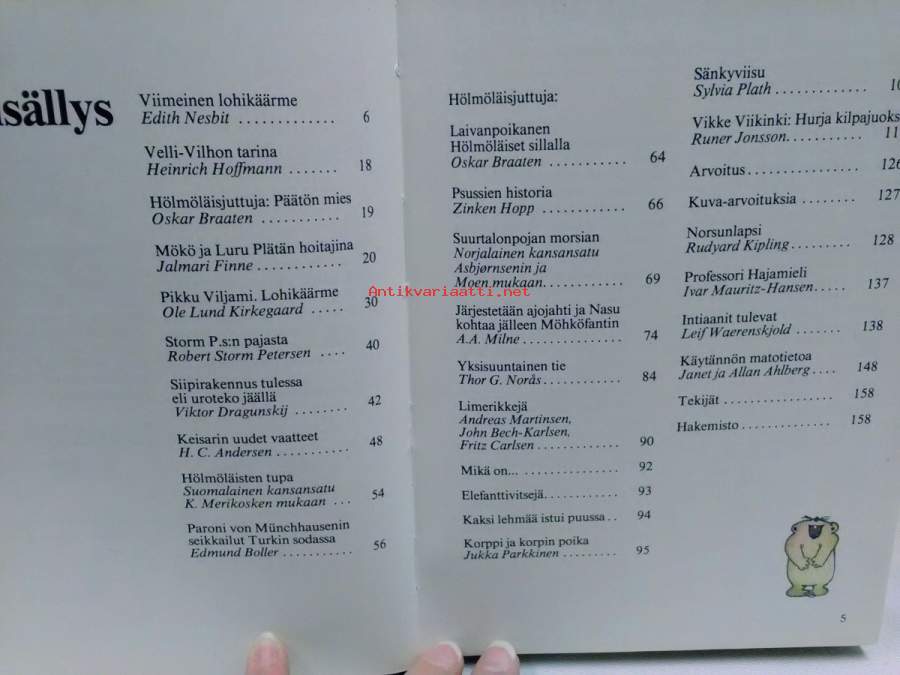 sällys
Viimeinen lohikäärme
Edith Nesbit . . . . . . . . . . . . . 6
Velli-Vilhon tarina
Heinrich Hoffmann . . . . . . . 18
Hölmöläisjuttuja: Päätön mies
Oskar Braaten . . . . . . . . . . . 19
Mökö ja Luru Plätän hoitajina
Jalmari Finne . . . . . . . . . . . . 20
Pikku Viljami. Lohikäärme
Ole Lund Kirkegaard . . . . . 30
Storm P.s:n pajasta
Robert Storm Petersen . . . . 40
Siipirakennus tulessa
eli uroteko jäällä
Viktor Dragunskij . . . . . . . . 42
Keisarin uudet vaatteet
H. C. Andersen . . . . . . . . . . . 48
Hölmöläisten tupa
Suomalainen kansansatu
K. Merikosken mukaan . . . 54
Paroni von Münchhausenin
seikkailut Turkin sodassa
Edmund Boller . . . . . . . . . . . 56
Hölmöläisjuttuja:
Laivanpoikanen
Hölmöläiset sillalla
Oskar Braaten . . . . . . . . . . . 64
Psussien historia
Zinken Hopp . . . . . . . . . . . . 66
Suurtalonpojan morsian
Norjalainen kansansatu
Asbjørnsenin ja
Moen mukaan. . . . . . . . . . . . 69
Järjestetään ajojahti ja Nasu
kohtaa jälleen Möhköfantin
A.A. Milne . . . . . . . . . . . . . . 74
Yksisuuntainen tie
Thor G. Norås. . . . . . . . . . . . 84
Limerikkejä
Andreas Martinsen,
John Bech-Karlsen,
Fritz Carlsen . . . . . . . . . . . . 90
Mikä on... . . . . . . . . . . . . . . . 92
Elefanttivitsejä. . . . . . . . . . . . 93
Kaksi lehmää istui puussa . . 94
Korppi ja korpin poika
Jukka Parkkinen . . . . . . . . . 95
Sänkyviisu
Sylvia Plath . . . . . . . . . . . . .
Vikke Viikinki: Hurja kilpajuoks
Runer Jonsson. . . . . . . . . . . 11
Arvoitus . . . . . . . . . . . . . . . . 126
Kuva-arvoituksia . . . . . . . . 127
Norsunlapsi
Rudyard Kipling. . . . . . . . . 128
Professori Hajamieli
Ivar Mauritz-Hansen. . . . . . 137
Intiaanit tulevat
Leif Waerenskjold . . . . . . . . 138
Käytännön matotietoa
Janet ja Allan Ahlberg . . . . 148
Tekijät . . . . . . . . . . . . . . . . . 158
Hakemisto . . . . . . . . . . . . . . 158
5
Antikvariaatti.net